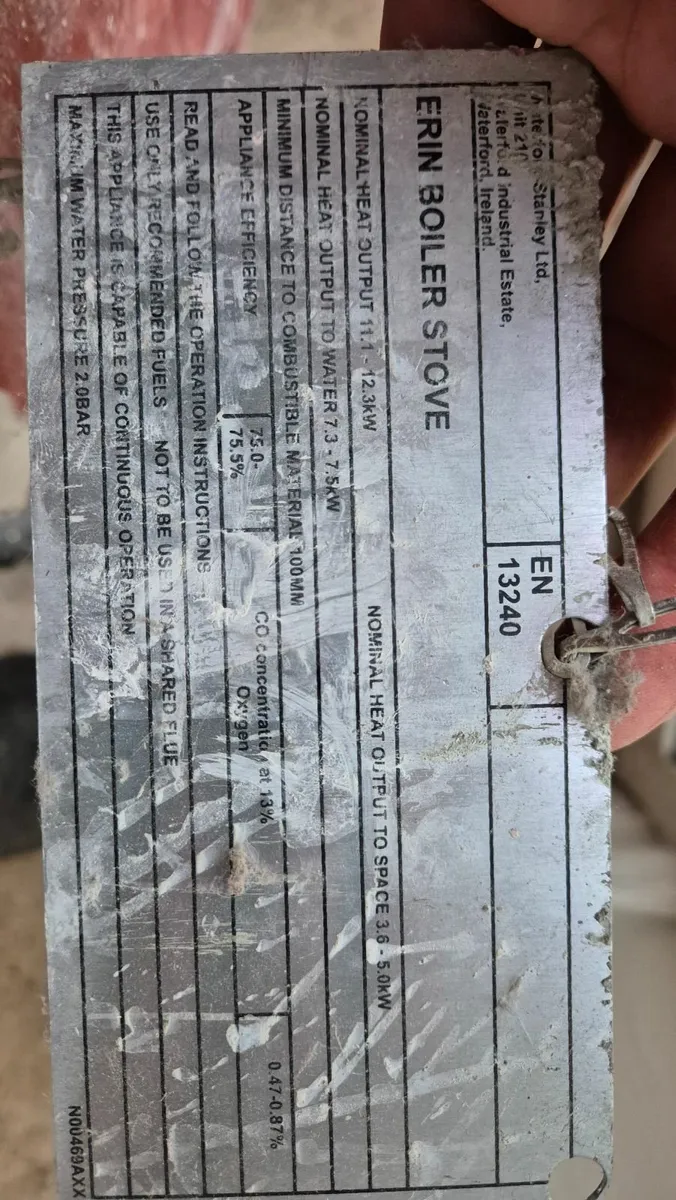 Stanley Ltd,
Unit 210
Waterford Industrial Estate,
Waterford, Ireland.
EN
13240
ERIN BOILER STOVE
NOMINAL HEAT OUTPUT 11.1 - 12.3kW
NOMINAL HEAT OUTPUT TO SPACE 3.6 - 5.0kW
NOMINAL HEAT OUTPUT TO WATER 7.3 - 7.5kW
MINIMUM DISTANCE TO COMBUSTIBLE MATERIAL 100MM
APPLIANCE EFFICIENCY
75.0-
75.5%
CO concentration at 13%
Oxygen
0.47-0.87%
READ AND FOLLOW THE OPERATION INSTRUCTIONS
USE ONLY RECOMMENDED FUELS NOT TO BE USED IN A SHARED FLUE
THIS APPLIANCE IS CAPABLE OF CONTINUOUS OPERATION
MAXIMUM WATER PRESSURE 2.0BAR
N00469AXX